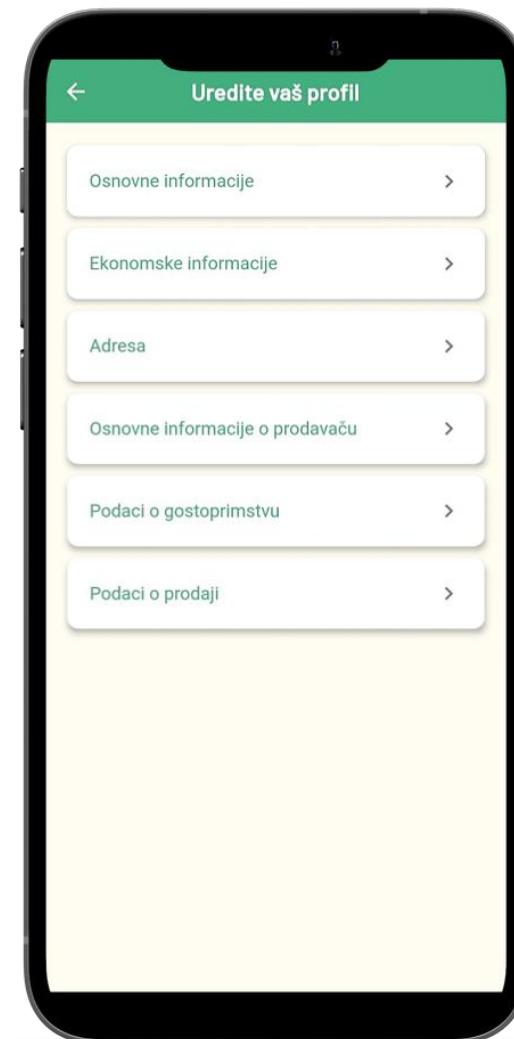 Uredite vaš profil
Osnovne informacije
Ekonomske informacije
Adresa
Osnovne informacije o prodavaču
Podaci o gostoprimstvu
Podaci o prodaji